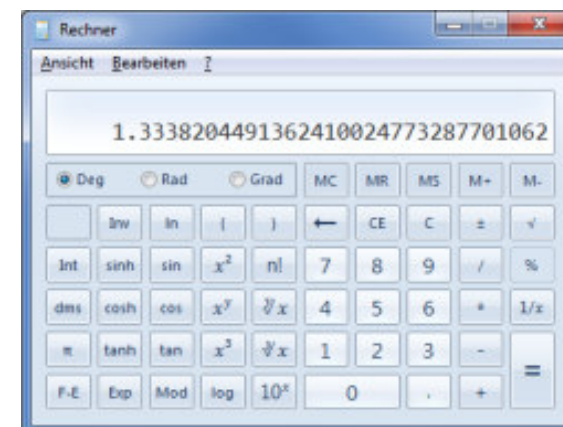 Rechner
Ansicht Bearbeiten ?
1.3338204491362410024773287701062
Deg Rad Grad MC MR MS M+ M-
Inv ln ( ) ← CE C ± √
Int sinh sin x² n! 7 8 9 / %
dms cosh cos xʸ ʸ√x 4 5 6 * 1/x
π tanh tan x³ ³√x 1 2 3 - =
F-E Exp Mod log 10ˣ 0 , +